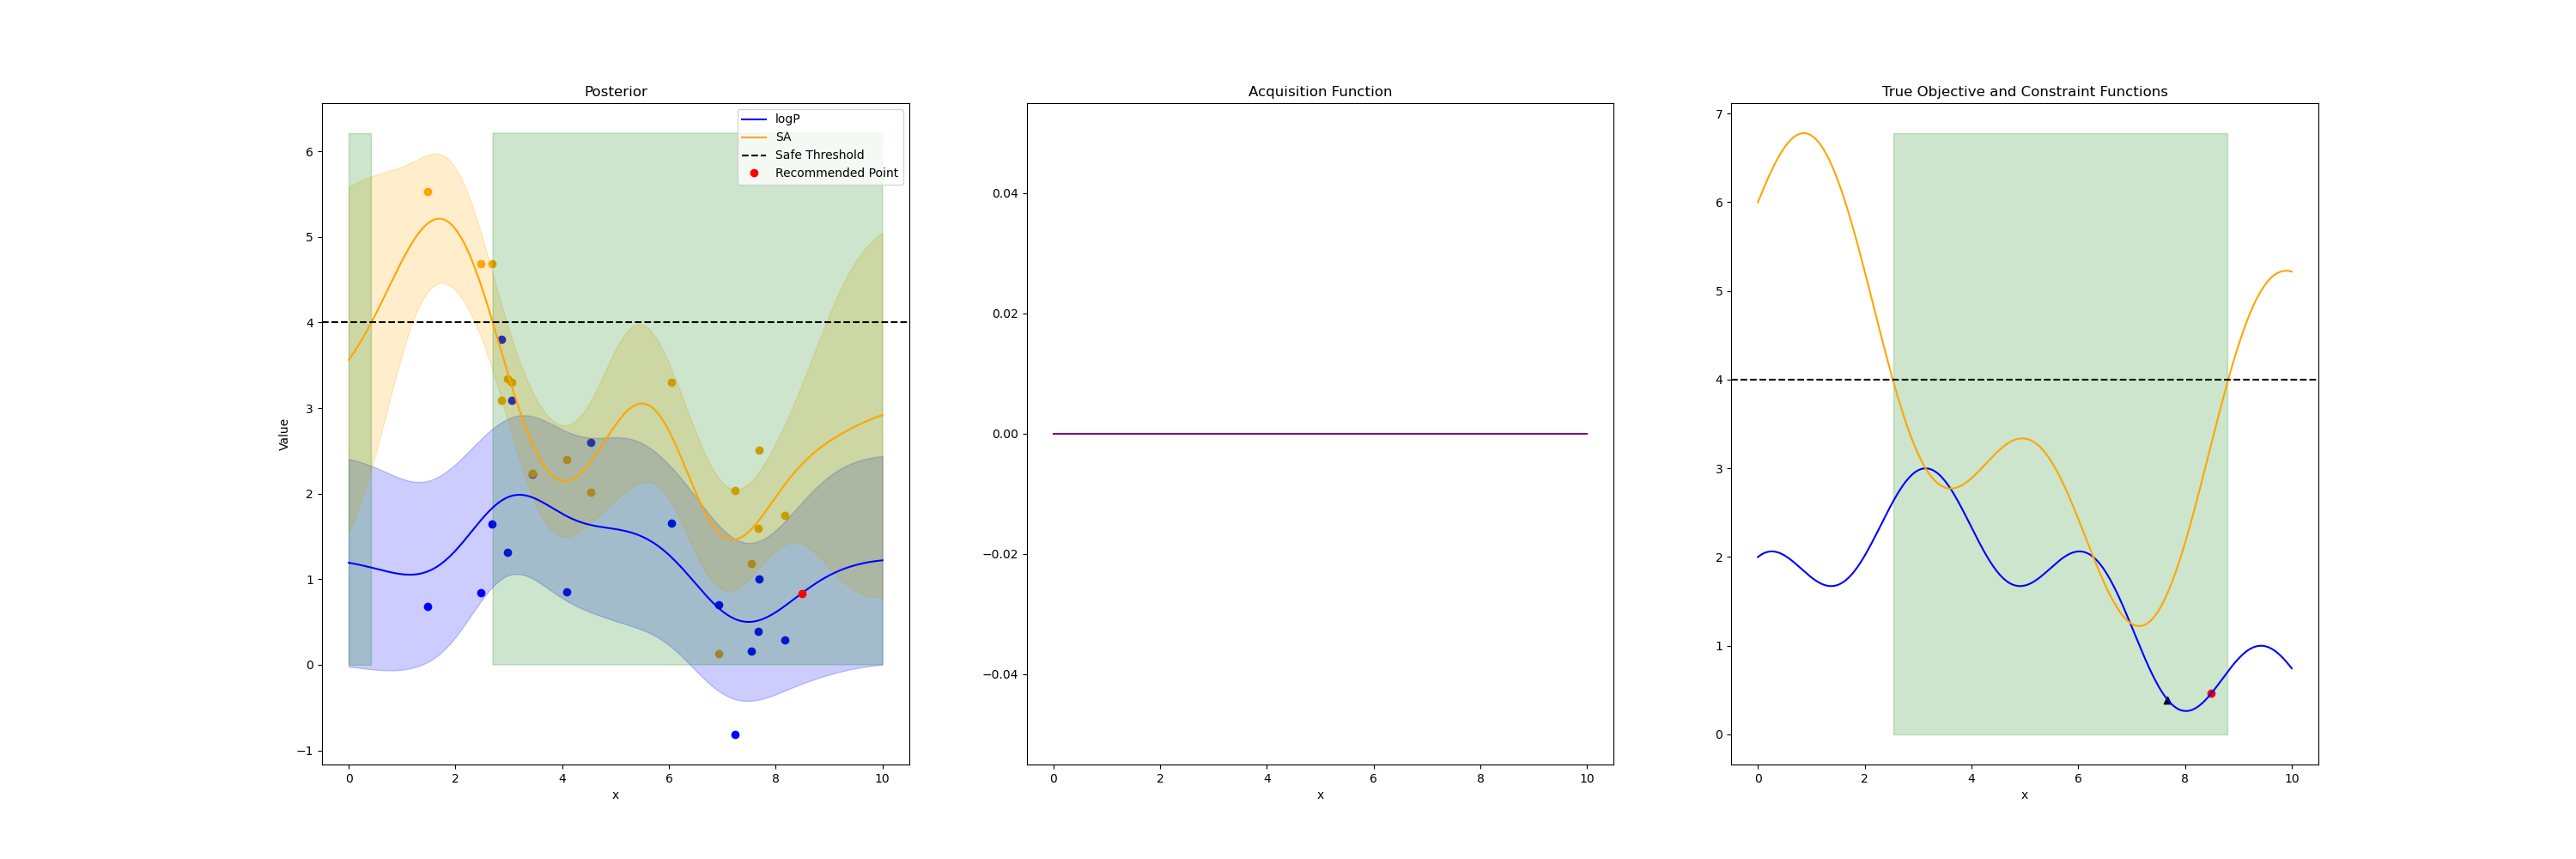 Posterior
logP
SA
Safe Threshold
Recommended Point
6
5
4
3
2
1
0
−1
Value
0 2 4 6 8 10
x
Acquisition Function
0.04
0.02
0.00
−0.02
−0.04
0 2 4 6 8 10
x
True Objective and Constraint Functions
7
6
5
4
3
2
1
0
0 2 4 6 8 10
x